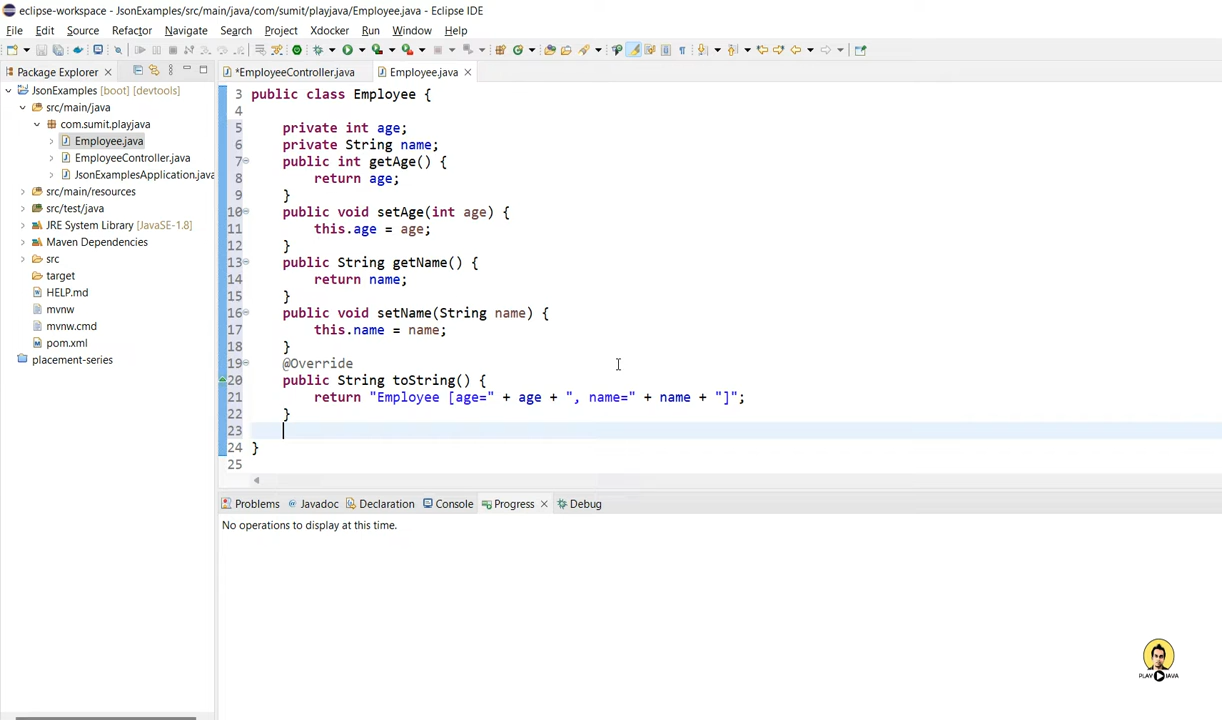 eclipse-workspace - JsonExamples/src/main/java/com/sumit/playjava/Employee.java - Eclipse IDE
File Edit Source Refactor Navigate Search Project Xdocker Run Window Help
Package Explorer
*EmployeeController.java Employee.java
JsonExamples [boot] [devtools]
src/main/java
com.sumit.playjava
Employee.java
EmployeeController.java
JsonExamplesApplication.java
src/main/resources
src/test/java
JRE System Library [JavaSE-1.8]
Maven Dependencies
src
target
HELP.md
mvnw
mvnw.cmd
pom.xml
placement-series
3 public class Employee {
4
5 private int age;
6 private String name;
7 public int getAge() {
8 return age;
9 }
10 public void setAge(int age) {
11 this.age = age;
12 }
13 public String getName() {
14 return name;
15 }
16 public void setName(String name) {
17 this.name = name;
18 }
19 @Override
20 public String toString() {
21 return "Employee [age=" + age + ", name=" + name + "]";
22 }
23
24 }
25
Problems Javadoc Declaration Console Progress Debug
No operations to display at this time.
PLAY JAVA